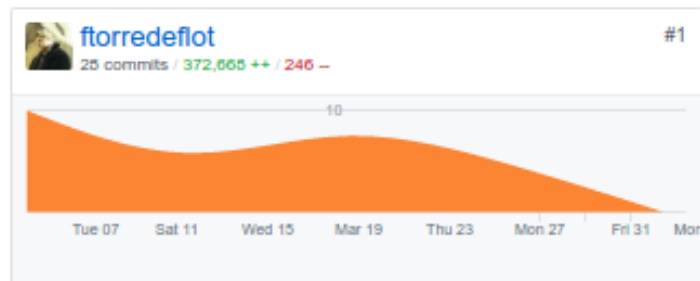 ftorredeflot
#1
25 commits / 372,665 ++ / 246 --
10
Tue 07 Sat 11 Wed 15 Mar 19 Thu 23 Mon 27 Fri 31 Mon